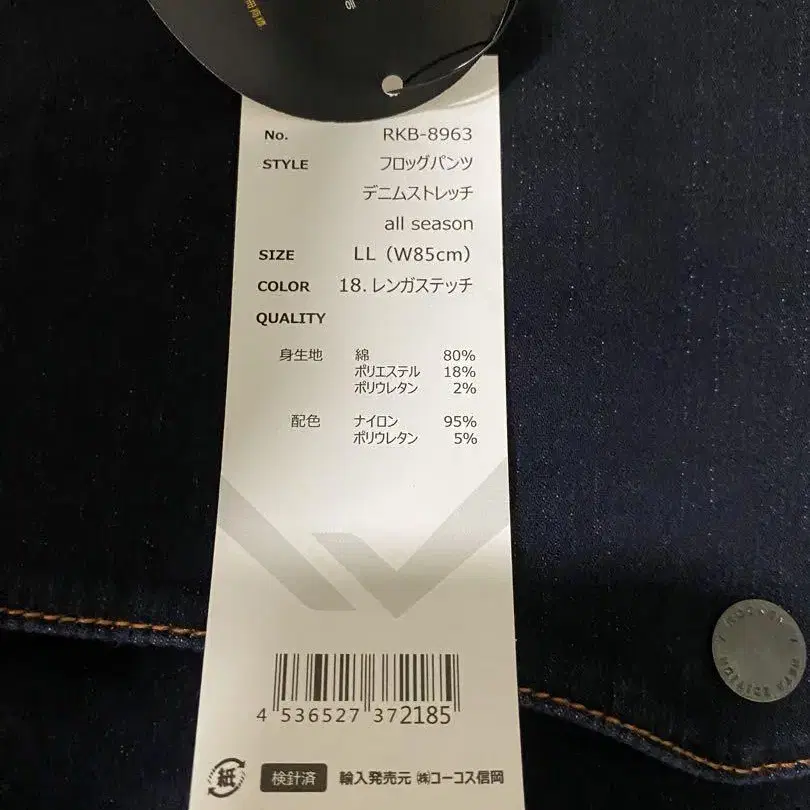 No. RKB-8963
STYLE フロッグパンツ
デニムストレッチ
all season
SIZE LL (W85cm)
COLOR 18. レンガステッチ
QUALITY
身生地 綿 80%
ポリエステル 18%
ポリウレタン 2%
配色 ナイロン 95%
ポリウレタン 5%
4 536527 372185
紙
検針済 輸入発売元 ㈱コーコス信岡